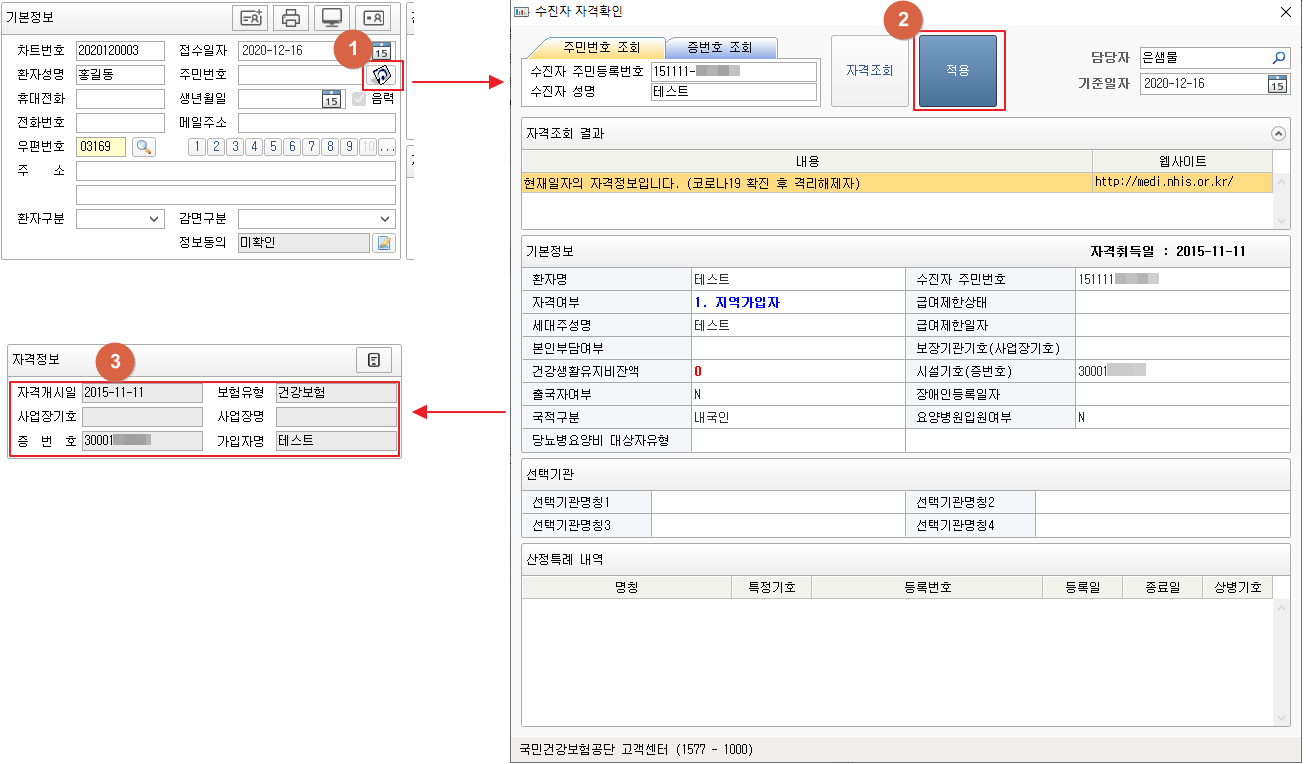 기본정보
차트번호 2020120003 접수일자 2020-12-16 15
1
환자성명 홍길동 주민번호
휴대전화 생년월일 15 음력
전화번호 메일주소
우편번호 03169 1 2 3 4 5 6 7 8 9 10 ...
주 소
환자구분 감면구분
정보동의 미확인
자격정보
3
자격개시일 2015-11-11 보험유형 건강보험
사업장기호 사업장명
증 번 호 30001 가입자명 테스트
수진자 자격확인
2
주민번호 조회 증번호 조회
수진자 주민등록번호 151111-
수진자 성명 테스트
자격조회 적용
담당자 은샘물
기준일자 2020-12-16 15
자격조회 결과
내용 웹사이트
현재일자의 자격정보입니다. (코로나19 확진 후 격리해제자) http://medi.nhis.or.kr/
기본정보 자격취득일 : 2015-11-11
환자명 테스트 수진자 주민번호 151111
자격여부 1. 지역가입자 급여제한상태
세대주성명 테스트 급여제한일자
본인부담여부 보장기관기호(사업장기호)
건강생활유지비잔액 0 시설기호(증번호) 30001
출국자여부 N 장애인등록일자
국적구분 내국인 요양병원입원여부 N
당뇨병요양비 대상자유형
선택기관
선택기관명칭1 선택기관명칭2
선택기관명칭3 선택기관명칭4
산정특례 내역
명칭 특정기호 등록번호 등록일 종료일 상병기호
국민건강보험공단 고객센터 (1577 - 1000)